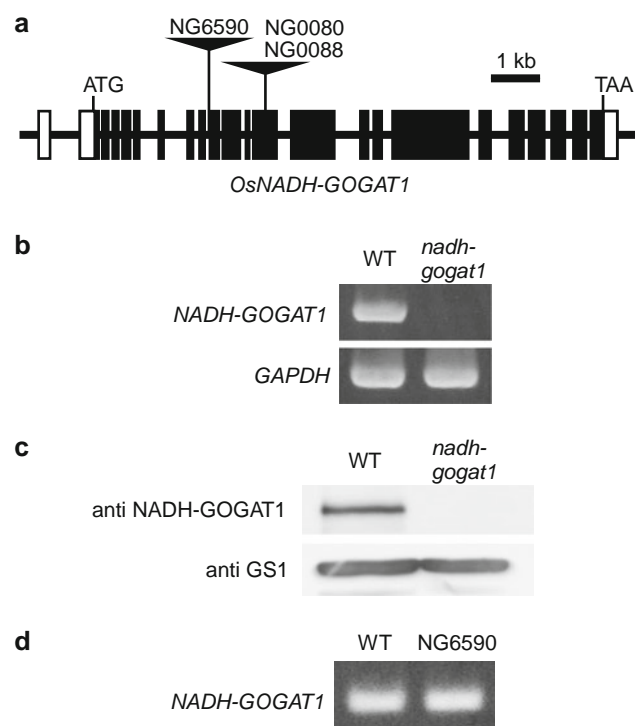 a
NG6590
NG0080
NG0088
1 kb
ATG
TAA
OsNADH-GOGAT1
b
WT
nadh-
gogat1
NADH-GOGAT1
GAPDH
c
WT
nadh-
gogat1
anti NADH-GOGAT1
anti GS1
d
WT NG6590
NADH-GOGAT1